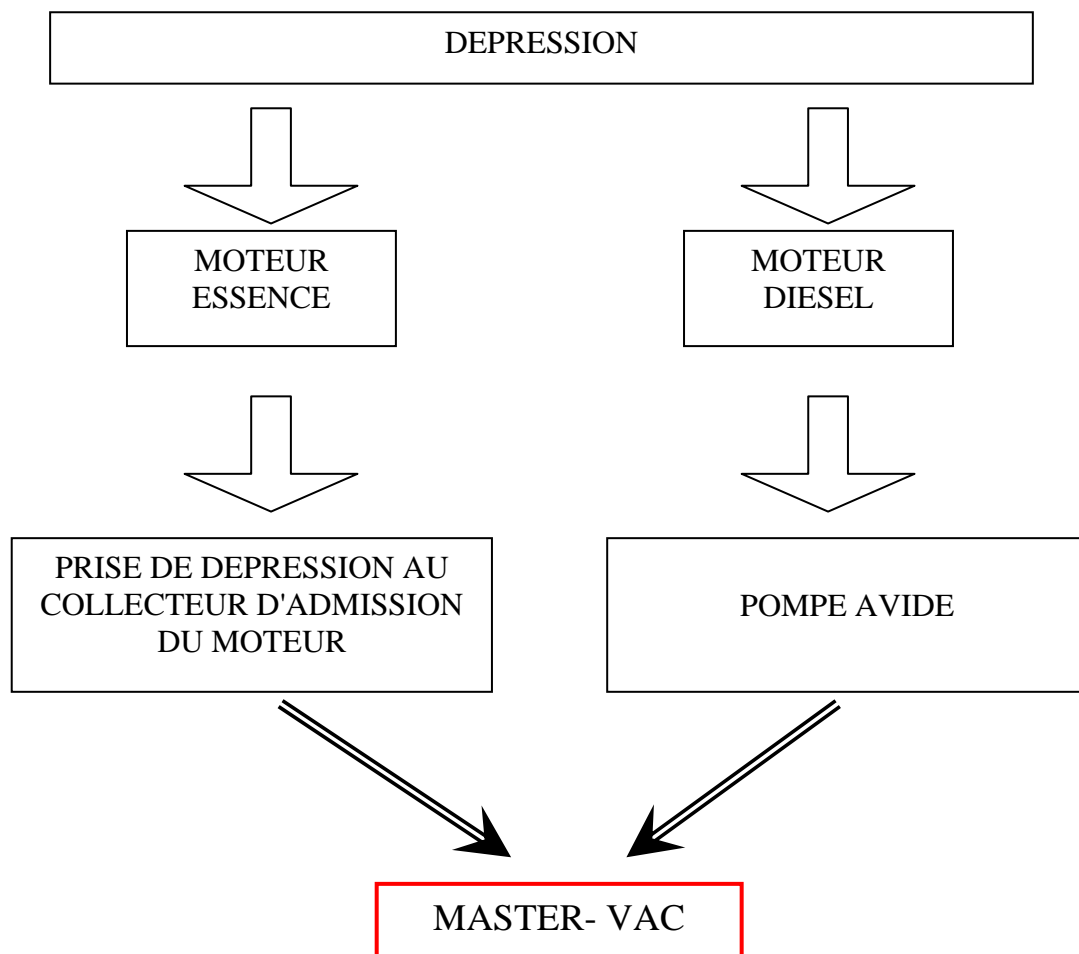 DEPRESSION
MOTEUR
ESSENCE
MOTEUR
DIESEL
PRISE DE DEPRESSION AU
COLLECTEUR D'ADMISSION
DU MOTEUR
POMPE AVIDE
MASTER- VAC